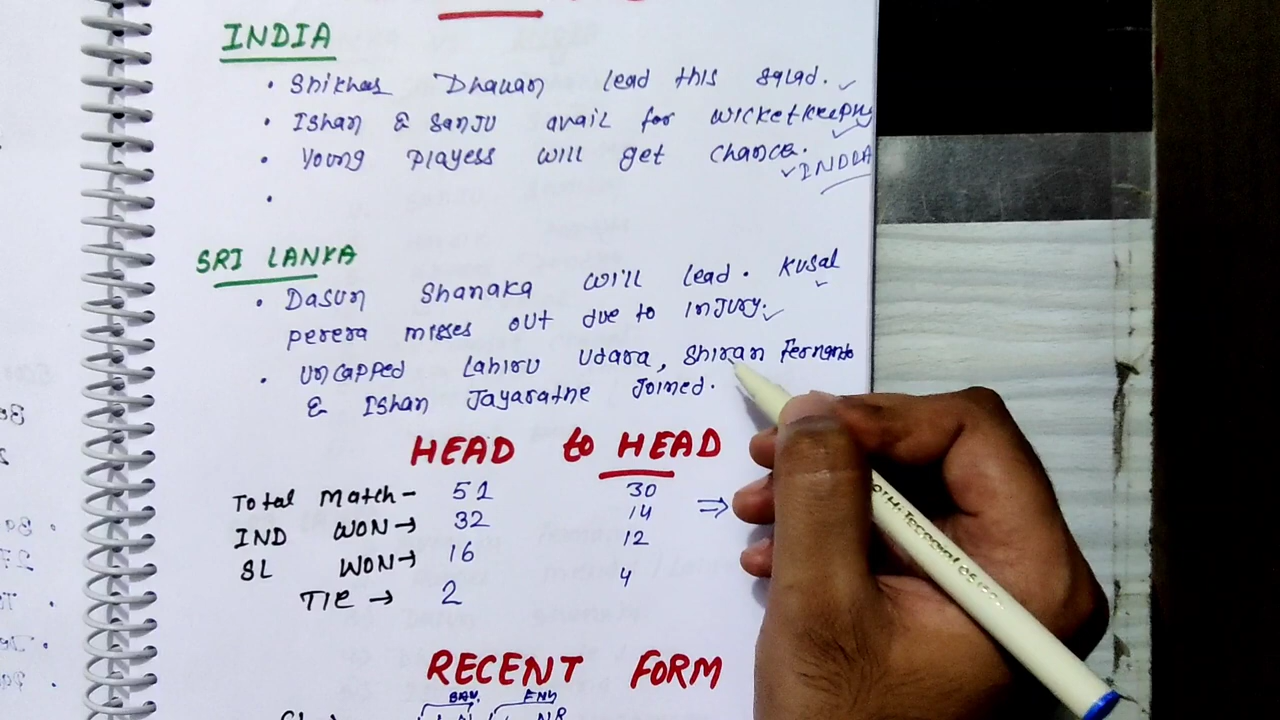 INDIA
• Shikhar Dhawan lead this sqlad.
• Ishan & Sanju avail for wicketkeeping
• Young players will get chance.
INDIA
•
SRI LANKA
• Dasun Shanaka will lead. Kusal
perera misses out due to injury.
• uncapped Lahiru Udara, Shiran Fernando
& Ishan Jayarathe Joined.
HEAD to HEAD
Total Match - 51 30
IND WON → 32 14
SL WON → 16 12
TIE → 2 4
RECENT FORM